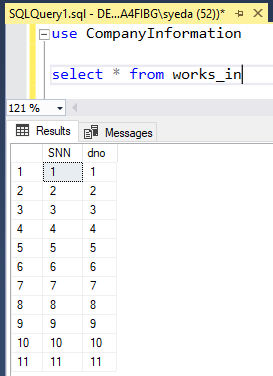 SQLQuery1.sql - DE...A4FIBG\syeda (52))*
use CompanyInformation
select * from works_in
121 %
Results Messages
SNN dno
1 1 1
2 2 2
3 3 3
4 4 4
5 5 5
6 6 6
7 7 7
8 8 8
9 9 9
10 10 10
11 11 11